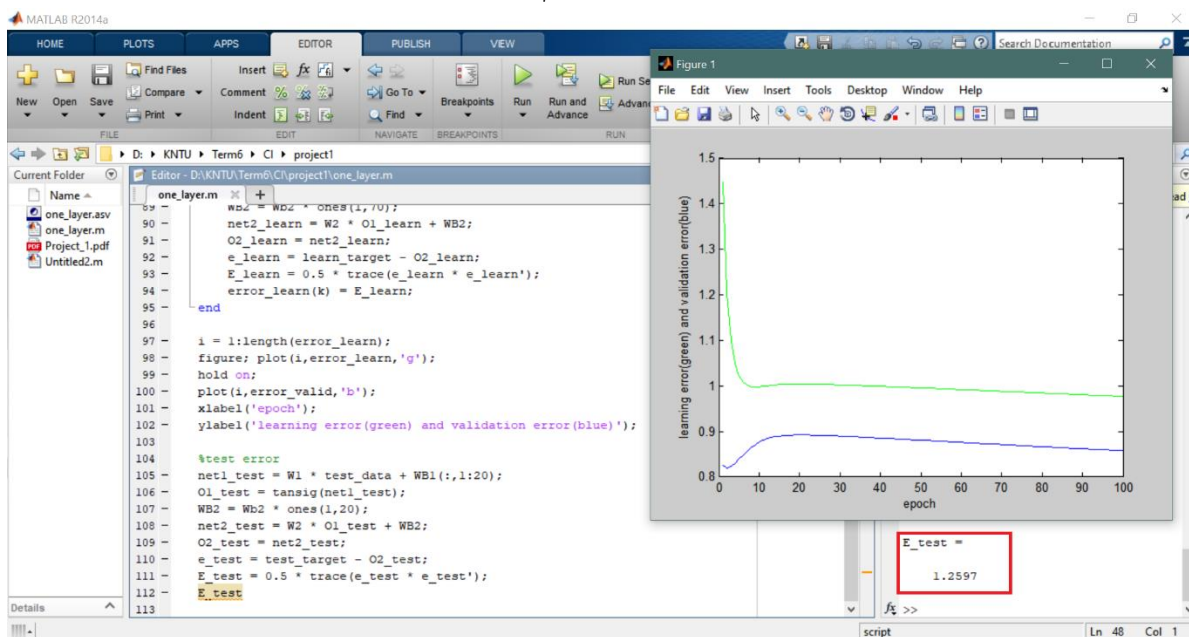 MATLAB R2014a
HOME PLOTS APPS EDITOR PUBLISH VIEW
Search Documentation
New Open Save
Find Files
Compare
Print
FILE
Insert fx
Comment
Indent
EDIT
Go To
Find
NAVIGATE
Breakpoints
BREAKPOINTS
Run
Run and Advance
RUN
D: ▸ KNTU ▸ Term6 ▸ CI ▸ project1
Current Folder
Name
one_layer.asv
one_layer.m
Project_1.pdf
Untitled2.m
Details
Editor - D:\KNTU\Term6\CI\project1\one_layer.m
one_layer.m
89 - WB2 = Wb2 * ones(1,70);
90 - net2_learn = W2 * O1_learn + WB2;
91 - O2_learn = net2_learn;
92 - e_learn = learn_target - O2_learn;
93 - E_learn = 0.5 * trace(e_learn * e_learn');
94 - error_learn(k) = E_learn;
95 - end
96
97 - i = 1:length(error_learn);
98 - figure; plot(i,error_learn,'g');
99 - hold on;
100 - plot(i,error_valid,'b');
101 - xlabel('epoch');
102 - ylabel('learning error(green) and validation error(blue)');
103
104 %test error
105 - net1_test = W1 * test_data + WB1(:,1:20);
106 - O1_test = tansig(net1_test);
107 - WB2 = Wb2 * ones(1,20);
108 - net2_test = W2 * O1_test + WB2;
109 - O2_test = net2_test;
110 - e_test = test_target - O2_test;
111 - E_test = 0.5 * trace(e_test * e_test');
112 - E_test
113
Figure 1
File Edit View Insert Tools Desktop Window Help
learning error(green) and validation error(blue)
1.5
1.4
1.3
1.2
1.1
1
0.9
0.8
0 10 20 30 40 50 60 70 80 90 100
epoch
E_test =
1.2597
fx >>
script
Ln 48 Col 1